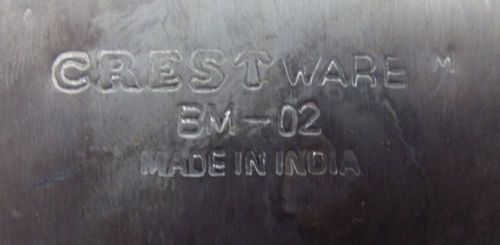 CRESTWARE ™
BM-02
MADE IN INDIA